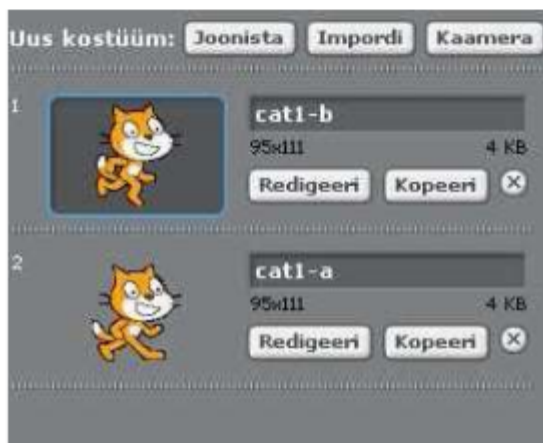 Uus kostüüm: Joonista Impordi Kaamera
1
cat1-b
95x111 4 KB
Redigeeri Kopeeri
2
cat1-a
95x111 4 KB
Redigeeri Kopeeri